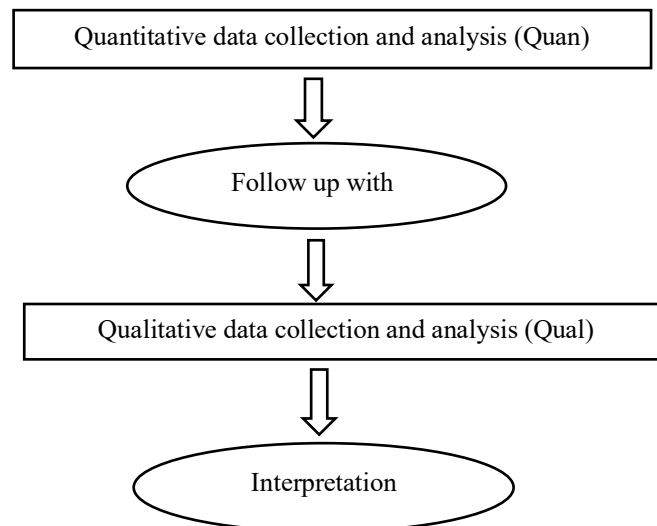 Quantitative data collection and analysis (Quan)
Follow up with
Qualitative data collection and analysis (Qual)
Interpretation